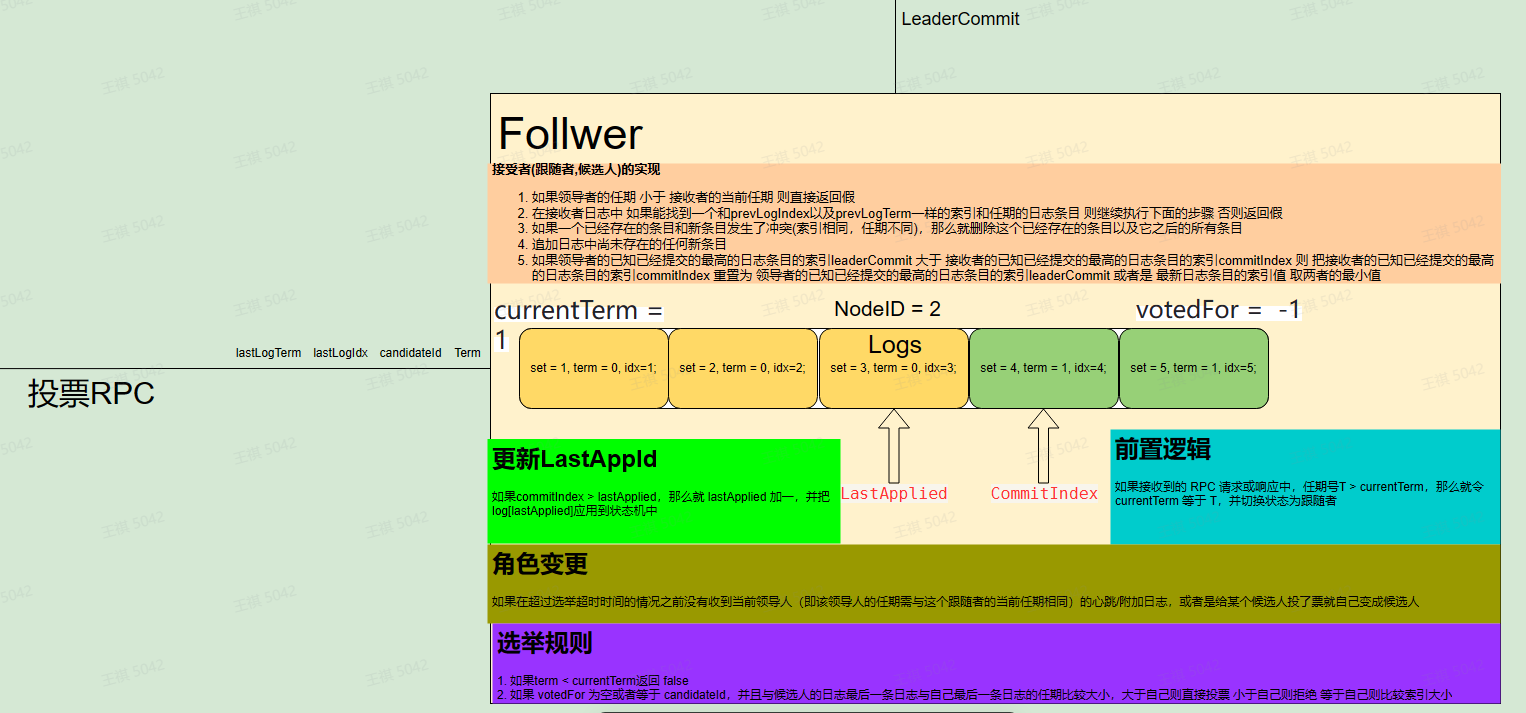 LeaderCommit
Follwer
接受者(跟随者,候选人)的实现
1. 如果领导者的任期 小于 接收者的当前任期 则直接返回假
2. 在接收者日志中 如果能找到一个和prevLogIndex以及prevLogTerm一样的索引和任期的日志条目 则继续执行下面的步骤 否则返回假
3. 如果一个已经存在的条目和新条目发生了冲突(索引相同，任期不同)，那么就删除这个已经存在的条目以及它之后的所有条目
4. 追加日志中尚未存在的任何新条目
5. 如果领导者的已知已经提交的最高的日志条目的索引leaderCommit 大于 接收者的已知已经提交的最高的日志条目的索引commitIndex 则 把接收者的已知已经提交的最高
的日志条目的索引commitIndex 重置为 领导者的已知已经提交的最高的日志条目的索引leaderCommit 或者是 最新日志条目的索引值 取两者的最小值
currentTerm =
1
NodeID = 2
votedFor = -1
Logs
set = 1, term = 0, idx=1;
set = 2, term = 0, idx=2;
set = 3, term = 0, idx=3;
set = 4, term = 1, idx=4;
set = 5, term = 1, idx=5;
lastLogTerm lastLogIdx candidateId Term
投票RPC
LastApplied
CommitIndex
更新LastAppId
如果commitIndex > lastApplied，那么就 lastApplied 加一，并把
log[lastApplied]应用到状态机中
前置逻辑
如果接收到的 RPC 请求或响应中，任期号T > currentTerm，那么就令
currentTerm 等于 T，并切换状态为跟随者
角色变更
如果在超过选举超时时间的情况之前没有收到当前领导人（即该领导人的任期需与这个跟随者的当前任期相同）的心跳/附加日志，或者是给某个候选人投了票就自己变成候选人
选举规则
1. 如果term < currentTerm返回 false
2. 如果 votedFor 为空或者等于 candidateId，并且与候选人的日志最后一条日志与自己最后一条日志的任期比较大小，大于自己则直接投票 小于自己则拒绝 等于自己则比较索引大小
王琪 5042